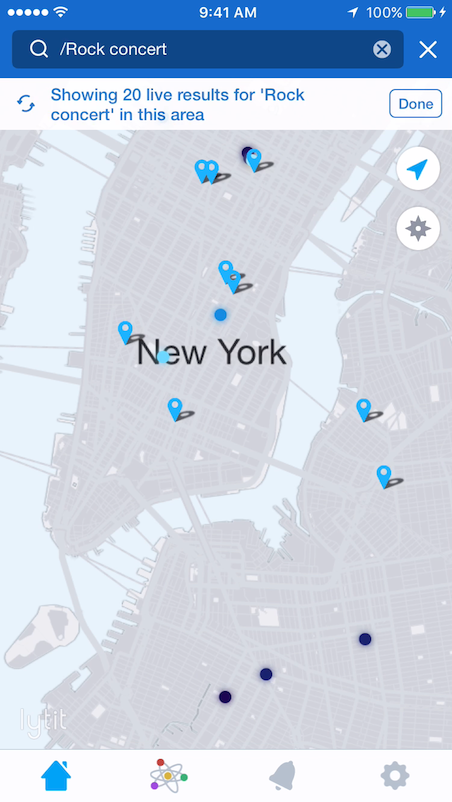 9:41 AM
100%
/Rock concert
Showing 20 live results for 'Rock
concert' in this area
Done
New York
lytit